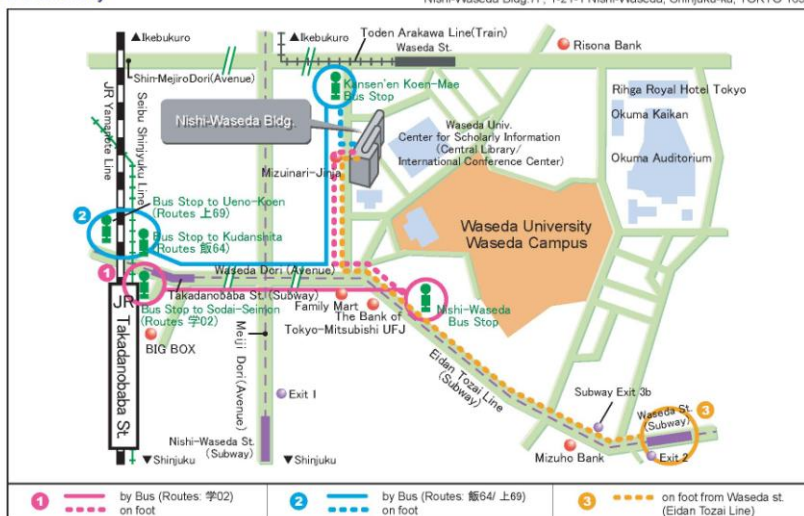 Nishi-Waseda Bldg.7F, 1-21-1 Nishi-Waseda, Shinjuku-ku, TOKYO 169
▲Ikebukuro
▲Ikebukuro
Toden Arakawa Line(Train)
Waseda St.
Risona Bank
Shin-MejiroDori(Avenue)
Kansen'en Koen-Mae
Bus Stop
Rihga Royal Hotel Tokyo
Okuma Kaikan
Okuma Auditorium
JR Yamanote Line
Seibu Shinjyuku Line
Nishi-Waseda Bldg.
Waseda Univ.
Center for Scholarly Information
(Central Library/
International Conference Center)
Mizuinari-Jinja
2
Bus Stop to Ueno-Koen
(Routes 上69)
Bus Stop to Kudanshita
(Routes 飯64)
Waseda University
Waseda Campus
1
Waseda Dori (Avenue)
Takadanobaba St. (Subway)
Bus Stop to Sodai-Seimon
(Routes 学02)
JR
Takadanobaba St.
BIG BOX
Family Mart
The Bank of
Tokyo-Mitsubishi UFJ
Nishi-Waseda
Bus Stop
Meiji Dori(Avenue)
Eidan Tozai Line
(Subway)
Exit 1
Subway Exit 3b
Waseda St.
(Subway)
3
Nishi-Waseda St.
(Subway)
Mizuho Bank
Exit 2
▼Shinjuku
▼Shinjuku
1 by Bus (Routes: 学02)
on foot
2 by Bus (Routes: 飯64/ 上69)
on foot
3 on foot from Waseda st.
(Eidan Tozai Line)